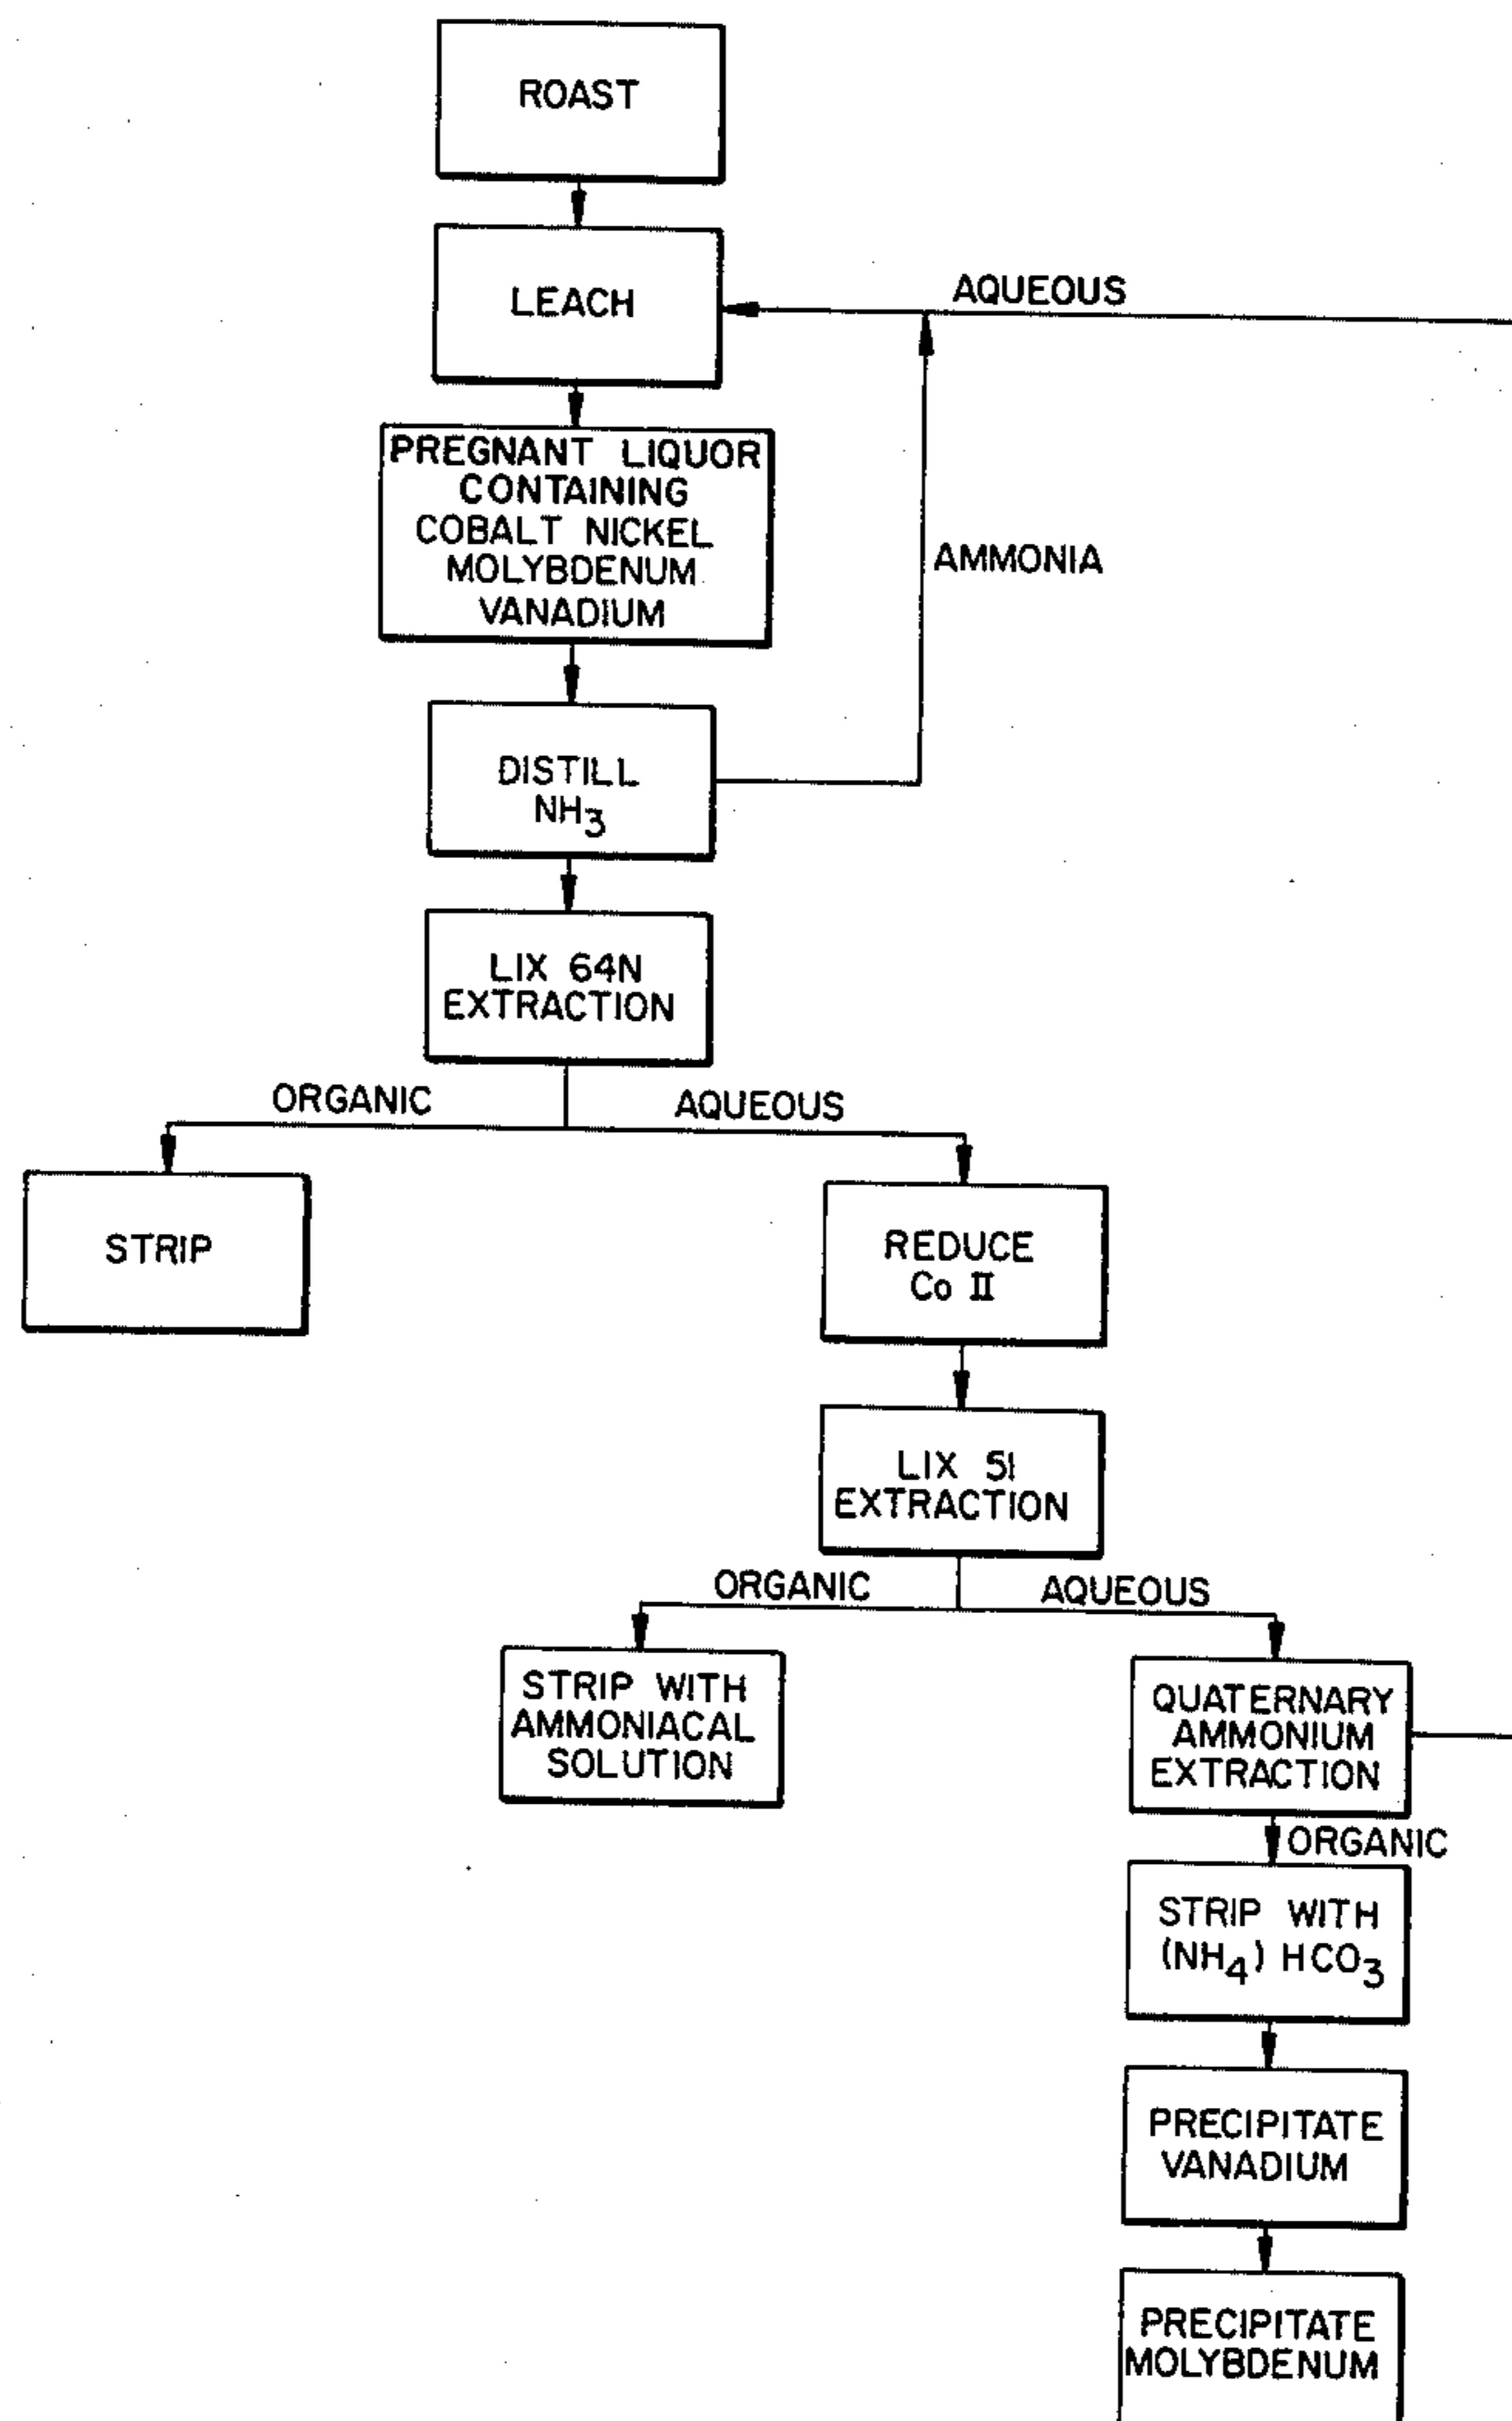 ROAST
LEACH
AQUEOUS
PREGNANT LIQUOR
CONTAINING
COBALT NICKEL
MOLYBDENUM
VANADIUM
AMMONIA
DISTILL
NH3
LIX 64N
EXTRACTION
ORGANIC
AQUEOUS
STRIP
REDUCE
Co II
LIX 51
EXTRACTION
ORGANIC
AQUEOUS
STRIP WITH
AMMONIACAL
SOLUTION
QUATERNARY
AMMONIUM
EXTRACTION
ORGANIC
STRIP WITH
(NH4) HCO3
PRECIPITATE
VANADIUM
PRECIPITATE
MOLYBDENUM